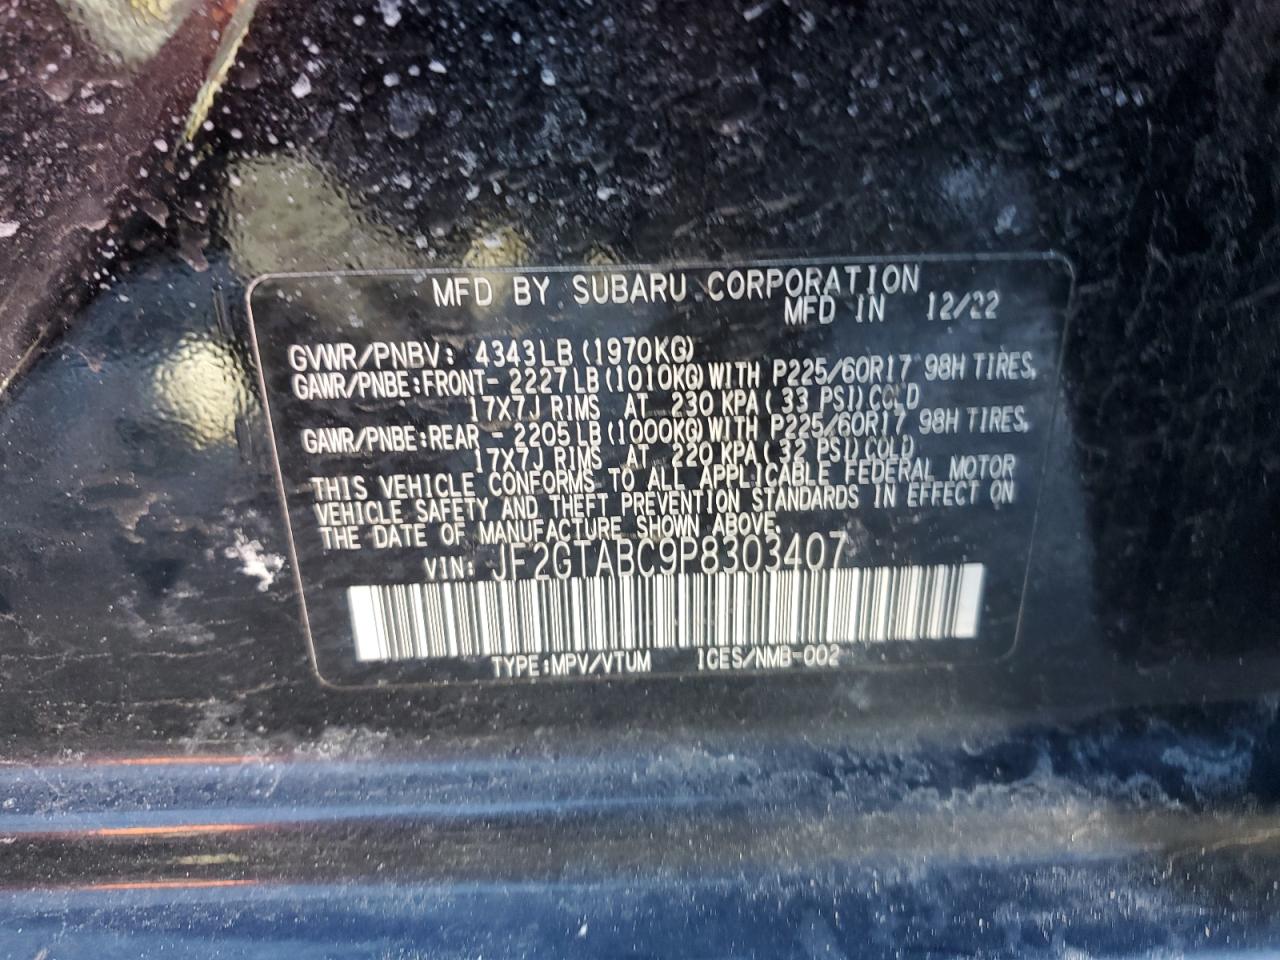 MFD BY SUBARU CORPORATION
MFD IN 12/22
GVWR/PNBV: 4343LB(1970KG)
GAWR/PNBE:FRONT-2227LB(1010KG)WITH P225/60R17 98H TIRES,
17X7J RIMS AT 230 KPA(33 PSI)COLD
GAWR/PNBE:REAR -2205LB(1000KG)WITH P225/60R17 98H TIRES,
17X7J RIMS AT 220 KPA(32 PSI)COLD
THIS VEHICLE CONFORMS TO ALL APPLICABLE FEDERAL MOTOR
VEHICLE SAFETY AND THEFT PREVENTION STANDARDS IN EFFECT ON
THE DATE OF MANUFACTURE SHOWN ABOVE.
VIN: JF2GTABC9P8303407
TYPE:MPV/VTUM ICES/NMB-002